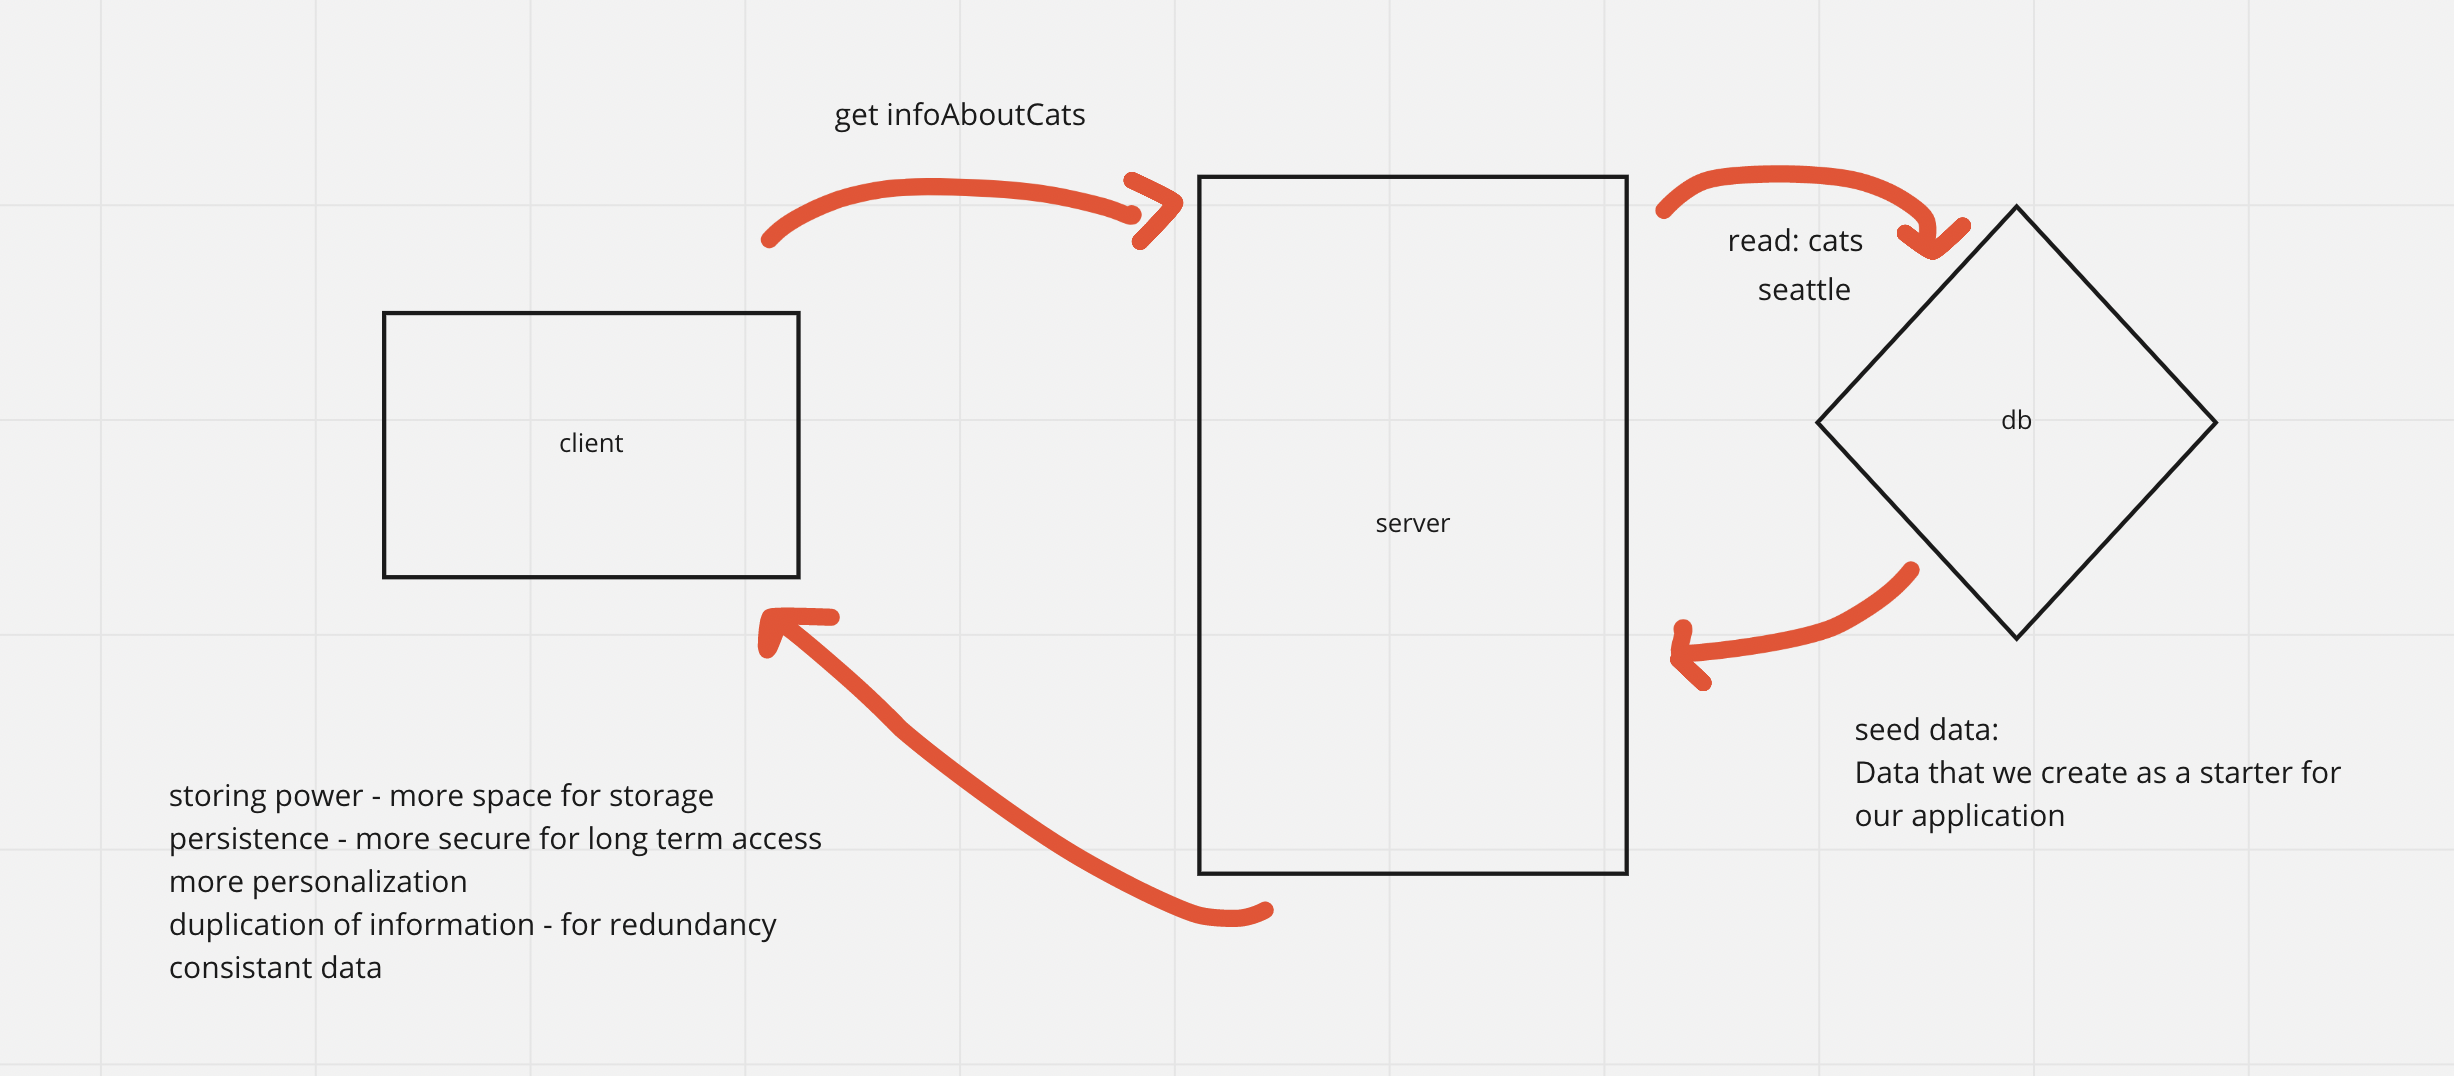 get infoAboutCats
read: cats
seattle
client
db
server
seed data:
Data that we create as a starter for
our application
storing power - more space for storage
persistence - more secure for long term access
more personalization
duplication of information - for redundancy
consistant data